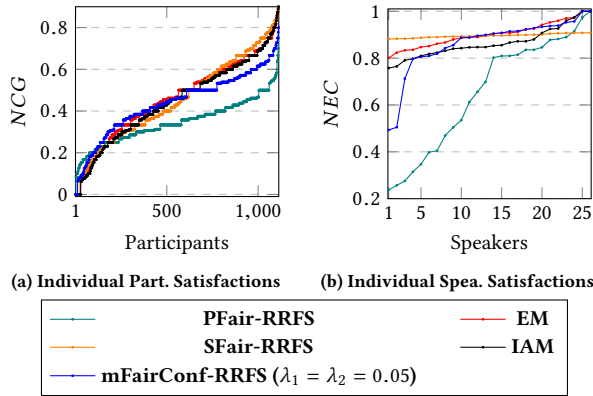 0.8
0.6
0.4
0.2
0
NCG
1
500
1,000
Participants
(a) Individual Part. Satisfactions
1
0.8
0.6
0.4
0.2
NEC
1
5
10
15
20
25
Speakers
(b) Individual Spea. Satisfactions
PFair-RRFS
EM
SFair-RRFS
IAM
mFairConf-RRFS (λ₁ = λ₂ = 0.05)